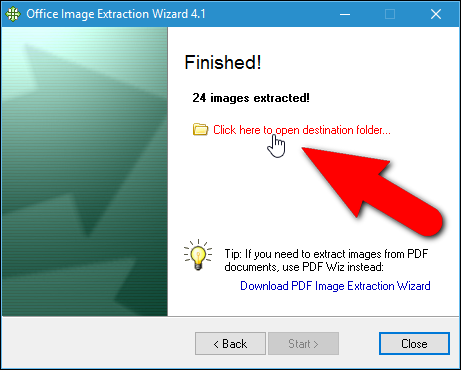 Office Image Extraction Wizard 4.1
Finished!
24 images extracted!
Click here to open destination folder...
Tip: If you need to extract images from PDF
documents, use PDF Wiz instead:
Download PDF Image Extraction Wizard
< Back
Start >
Close